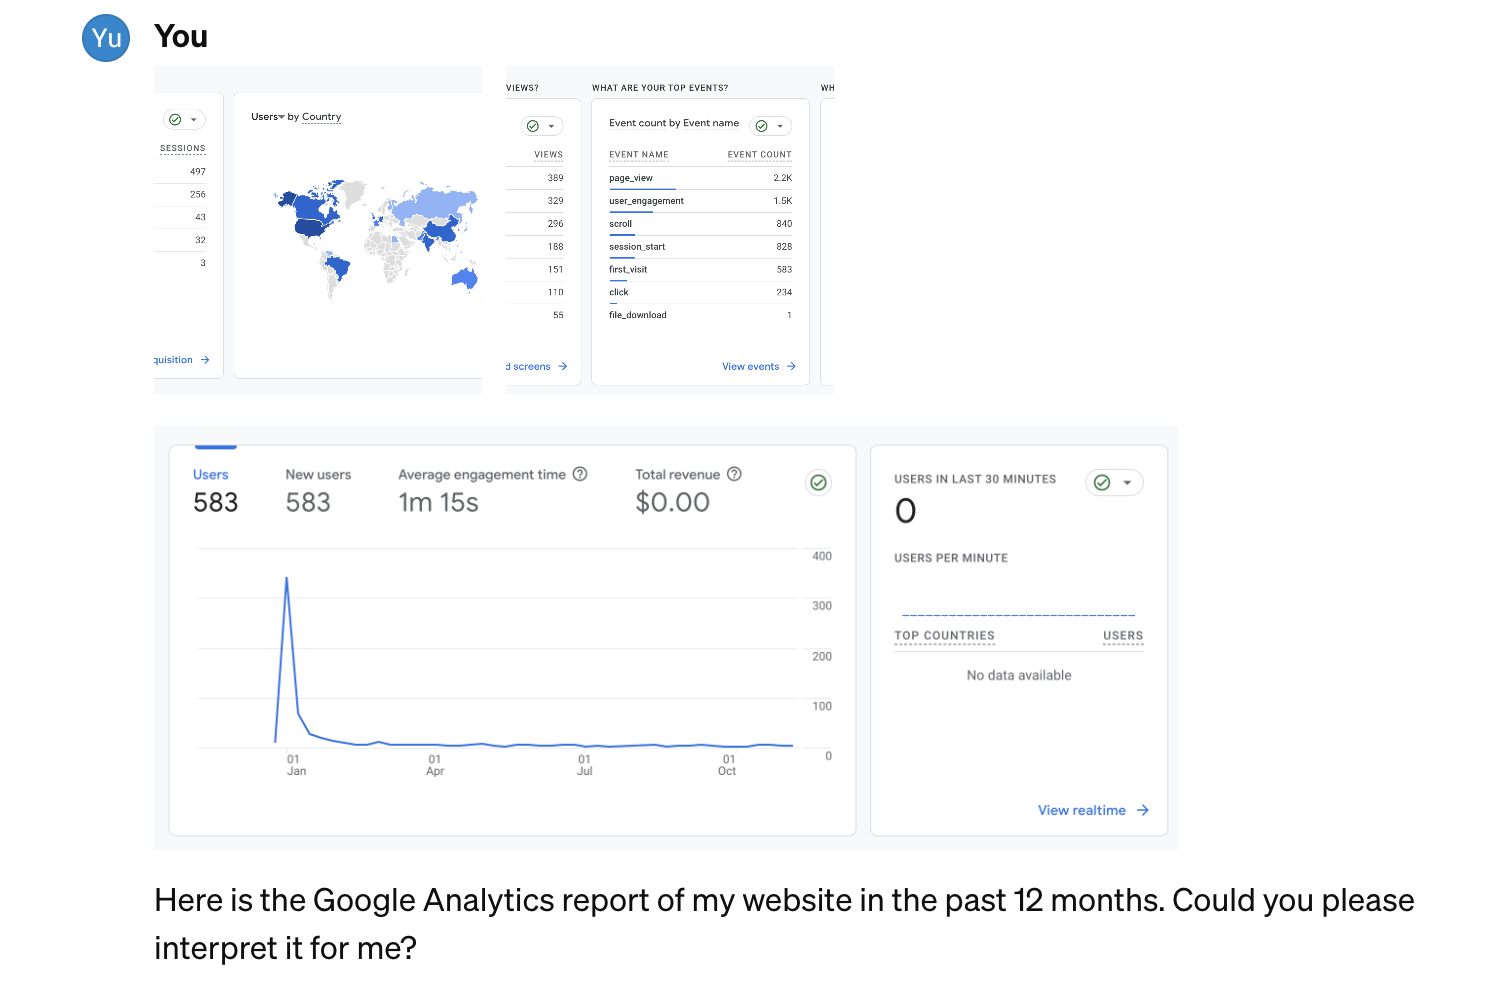 Yu
You
SESSIONS
497
256
43
32
3
quisition →
Users▾ by Country
VIEWS?
VIEWS
389
329
296
188
151
110
55
d screens →
WHAT ARE YOUR TOP EVENTS?
Event count by Event name
EVENT NAME EVENT COUNT
page_view 2.2K
user_engagement 1.5K
scroll 840
session_start 828
first_visit 583
click 234
file_download 1
View events →
WH
Users New users Average engagement time ? Total revenue ?
583 583 1m 15s $0.00
400
300
200
100
0
01 01 01 01
Jan Apr Jul Oct
USERS IN LAST 30 MINUTES
0
USERS PER MINUTE
TOP COUNTRIES USERS
No data available
View realtime →
Here is the Google Analytics report of my website in the past 12 months. Could you please
interpret it for me?